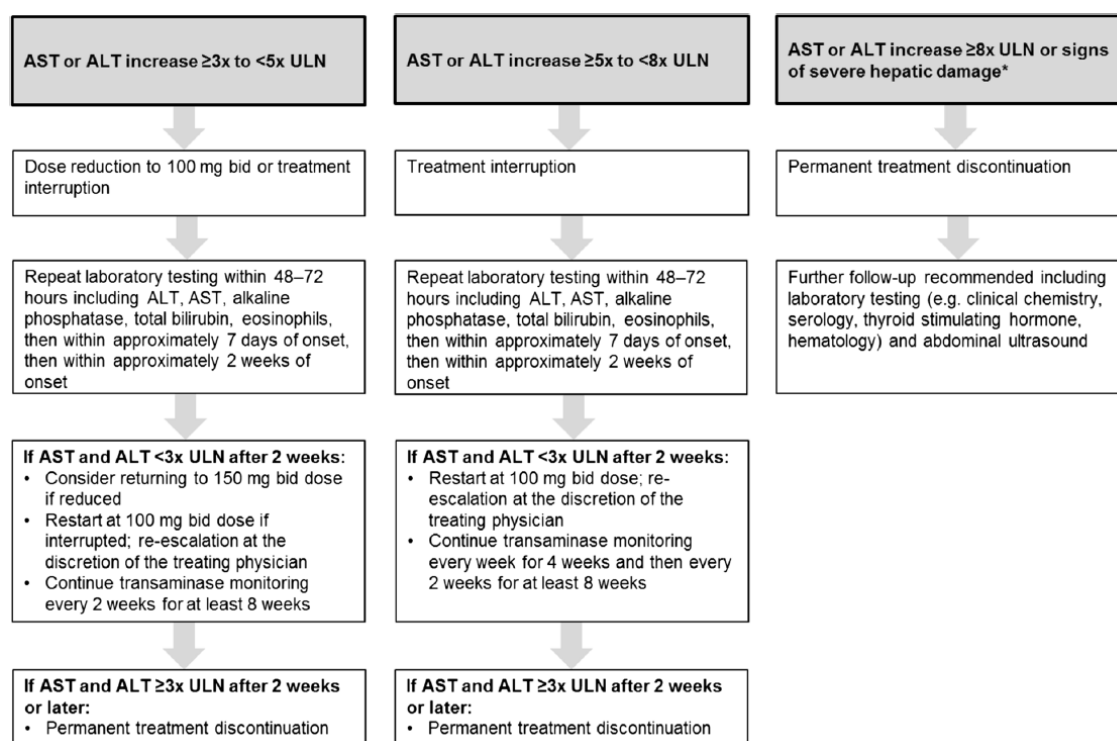 AST or ALT increase ≥3x to <5x ULN
Dose reduction to 100 mg bid or treatment
interruption
Repeat laboratory testing within 48–72
hours including ALT, AST, alkaline
phosphatase, total bilirubin, eosinophils,
then within approximately 7 days of onset,
then within approximately 2 weeks of
onset
If AST and ALT <3x ULN after 2 weeks:
• Consider returning to 150 mg bid dose
if reduced
• Restart at 100 mg bid dose if
interrupted; re-escalation at the
discretion of the treating physician
• Continue transaminase monitoring
every 2 weeks for at least 8 weeks
If AST and ALT ≥3x ULN after 2 weeks
or later:
• Permanent treatment discontinuation
AST or ALT increase ≥5x to <8x ULN
Treatment interruption
Repeat laboratory testing within 48–72
hours including ALT, AST, alkaline
phosphatase, total bilirubin, eosinophils,
then within approximately 7 days of onset,
then within approximately 2 weeks of
onset
If AST and ALT <3x ULN after 2 weeks:
• Restart at 100 mg bid dose; re-
escalation at the discretion of the
treating physician
• Continue transaminase monitoring
every week for 4 weeks and then every
2 weeks for at least 8 weeks
If AST and ALT ≥3x ULN after 2 weeks
or later:
• Permanent treatment discontinuation
AST or ALT increase ≥8x ULN or signs
of severe hepatic damage*
Permanent treatment discontinuation
Further follow-up recommended including
laboratory testing (e.g. clinical chemistry,
serology, thyroid stimulating hormone,
hematology) and abdominal ultrasound